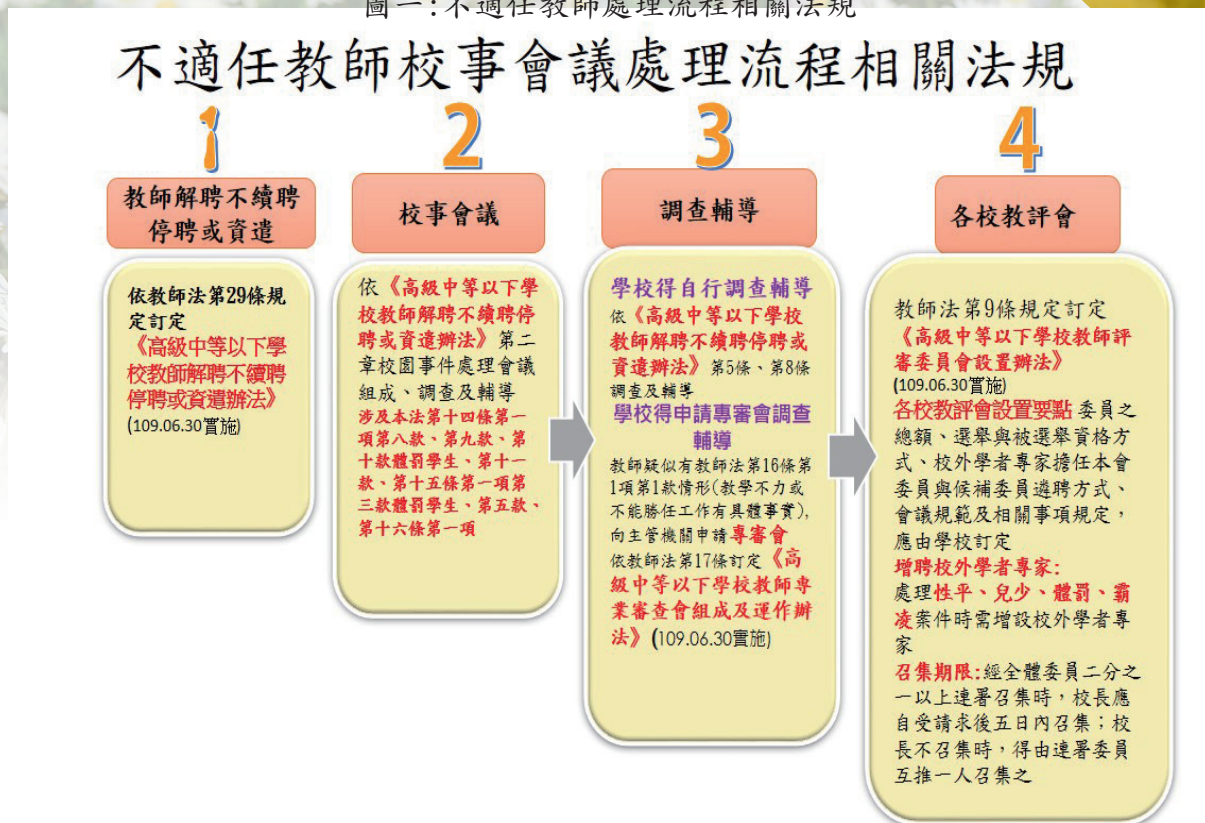 圖一:不適任教師處理流程相關法規
不適任教師校事會議處理流程相關法規
1
教師解聘不續聘
停聘或資遣
依教師法第29條規
定訂定
《高級中等以下學
校教師解聘不續聘
停聘或資遣辦法》
(109.06.30實施)
2
校事會議
依《高級中等以下學
校教師解聘不續聘停
聘或資遣辦法》第二
章校園事件處理會議
組成、調查及輔導
涉及本法第十四條第一
項第八款、第九款、第
十款體罰學生、第十一
款、第十五條第一項第
三款體罰學生、第五款、
第十六條第一項
3
調查輔導
學校得自行調查輔導
依《高級中等以下學校
教師解聘不續聘停聘或
資遣辦法》第5條、第8條
調查及輔導
學校得申請專審會調查
輔導
教師疑似有教師法第16條第
1項第1款情形(教學不力或
不能勝任工作有具體事實),
向主管機關申請專審會
依教師法第17條訂定《高
級中等以下學校教師專
業審查會組成及運作辦
法》(109.06.30實施)
4
各校教評會
教師法第9條規定訂定
《高級中等以下學校教師評
審委員會設置辦法》
(109.06.30實施)
各校教評會設置要點委員之
總額、選舉與被選舉資格方
式、校外學者專家擔任本會
委員與候補委員遴聘方式、
會議規範及相關事項規定，
應由學校訂定
增聘校外學者專家:
處理性平、兒少、體罰、霸
凌案件時需增設校外學者專
家
召集期限:經全體委員二分之
一以上連署召集時，校長應
自受請求後五日內召集；校
長不召集時，得由連署委員
互推一人召集之